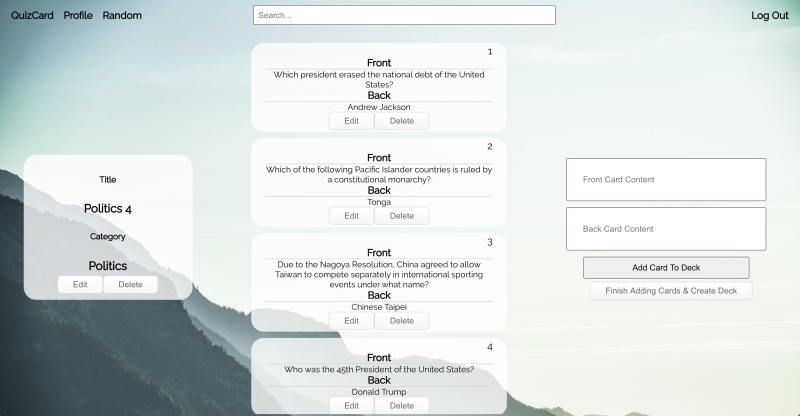 QuizCard Profile Random Search... Log Out
Title
Politics 4
Category
Politics
Edit Delete
1
Front
Which president erased the national debt of the United
States?
Back
Andrew Jackson
Edit Delete
2
Front
Which of the following Pacific Islander countries is ruled by
a constitutional monarchy?
Back
Tonga
Edit Delete
3
Front
Due to the Nagoya Resolution, China agreed to allow
Taiwan to compete separately in international sporting
events under what name?
Back
Chinese Taipei
Edit Delete
4
Front
Who was the 45th President of the United States?
Back
Donald Trump
Edit Delete
Front Card Content
Back Card Content
Add Card To Deck
Finish Adding Cards & Create Deck